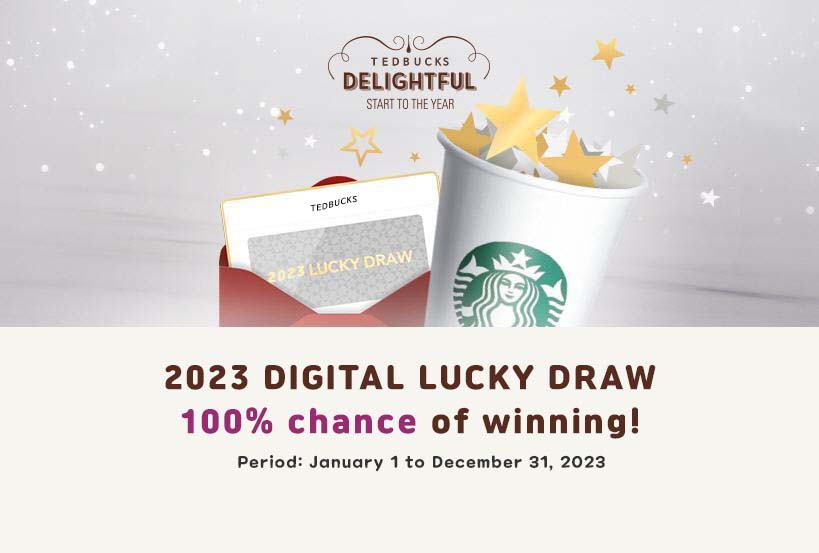 TEDBUCKS
DELIGHTFUL
START TO THE YEAR
TEDBUCKS
2023 LUCKY DRAW
2023 DIGITAL LUCKY DRAW
100% chance of winning!
Period: January 1 to December 31, 2023